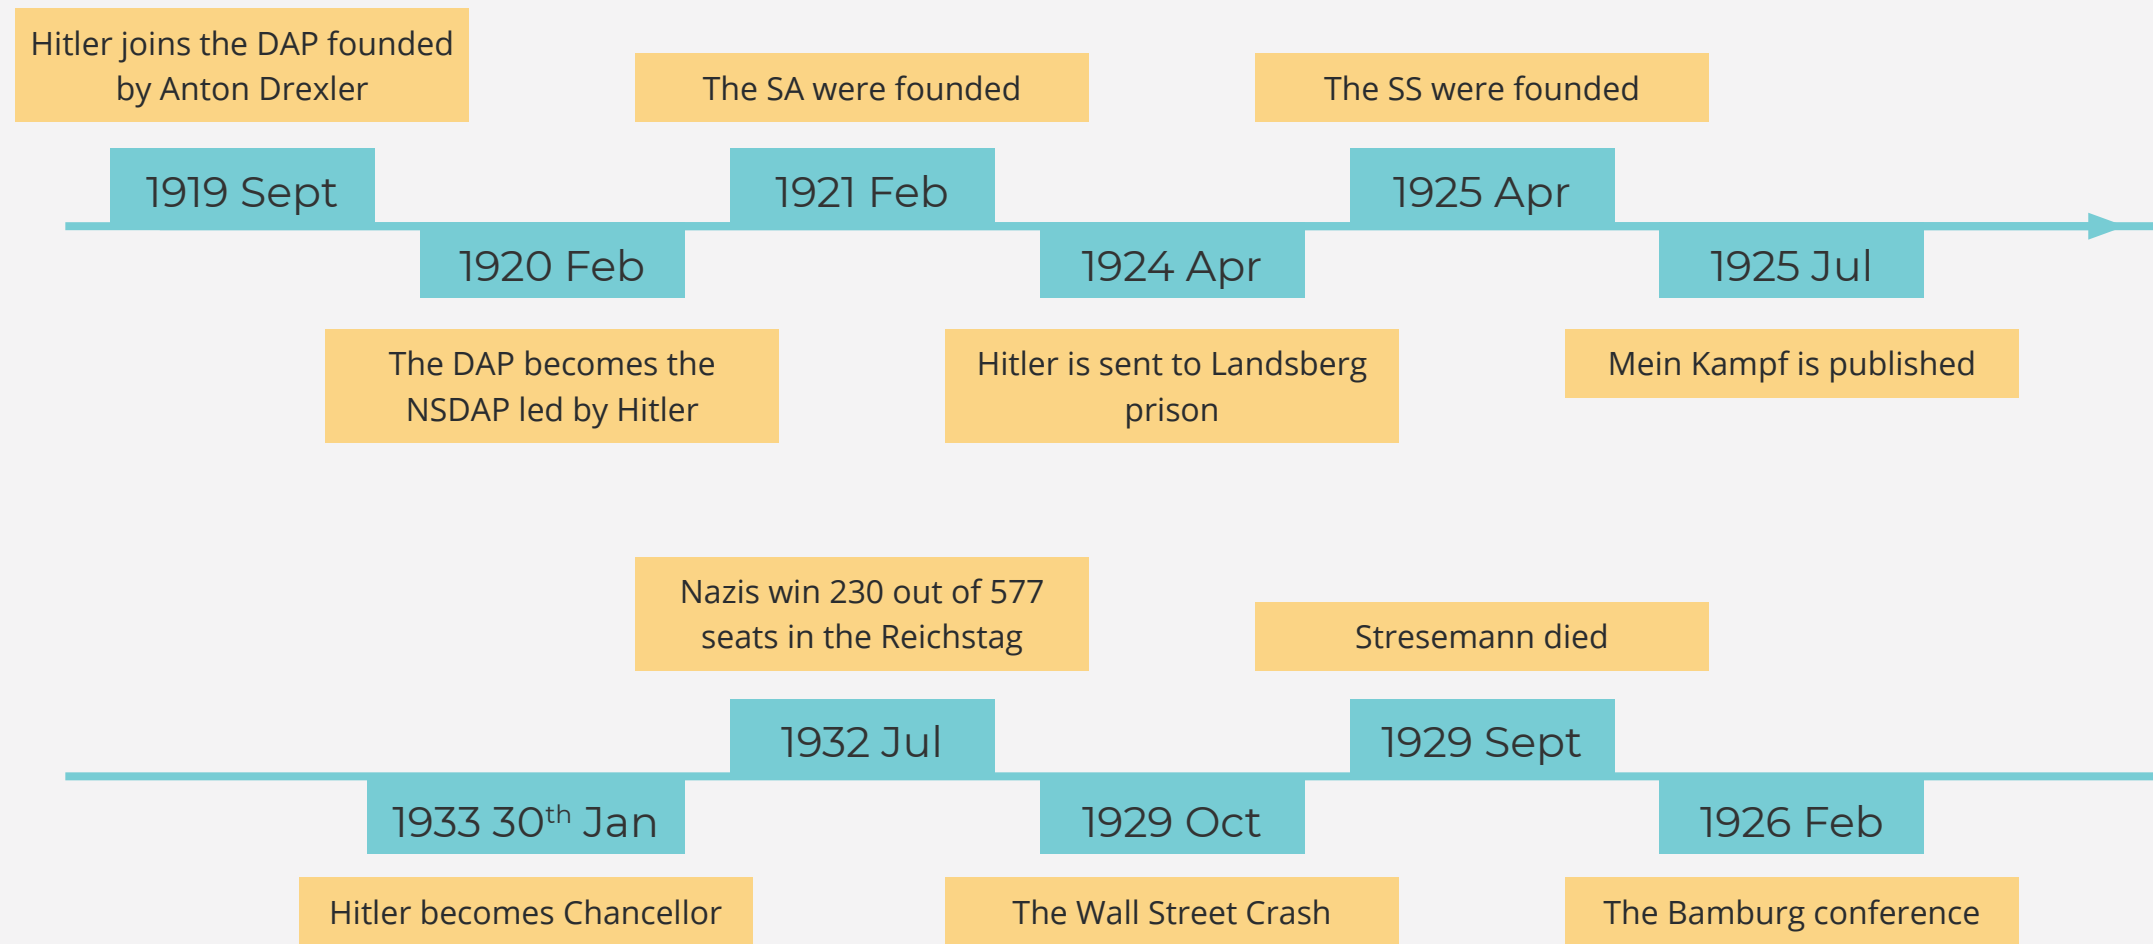 Hitler joins the DAP founded
by Anton Drexler
The SA were founded
The SS were founded
1919 Sept
1921 Feb
1925 Apr
1920 Feb
1924 Apr
1925 Jul
The DAP becomes the
NSDAP led by Hitler
Hitler is sent to Landsberg
prison
Mein Kampf is published
Nazis win 230 out of 577
seats in the Reichstag
Stresemann died
1932 Jul
1929 Sept
1933 30th Jan
1929 Oct
1926 Feb
Hitler becomes Chancellor
The Wall Street Crash
The Bamburg conference